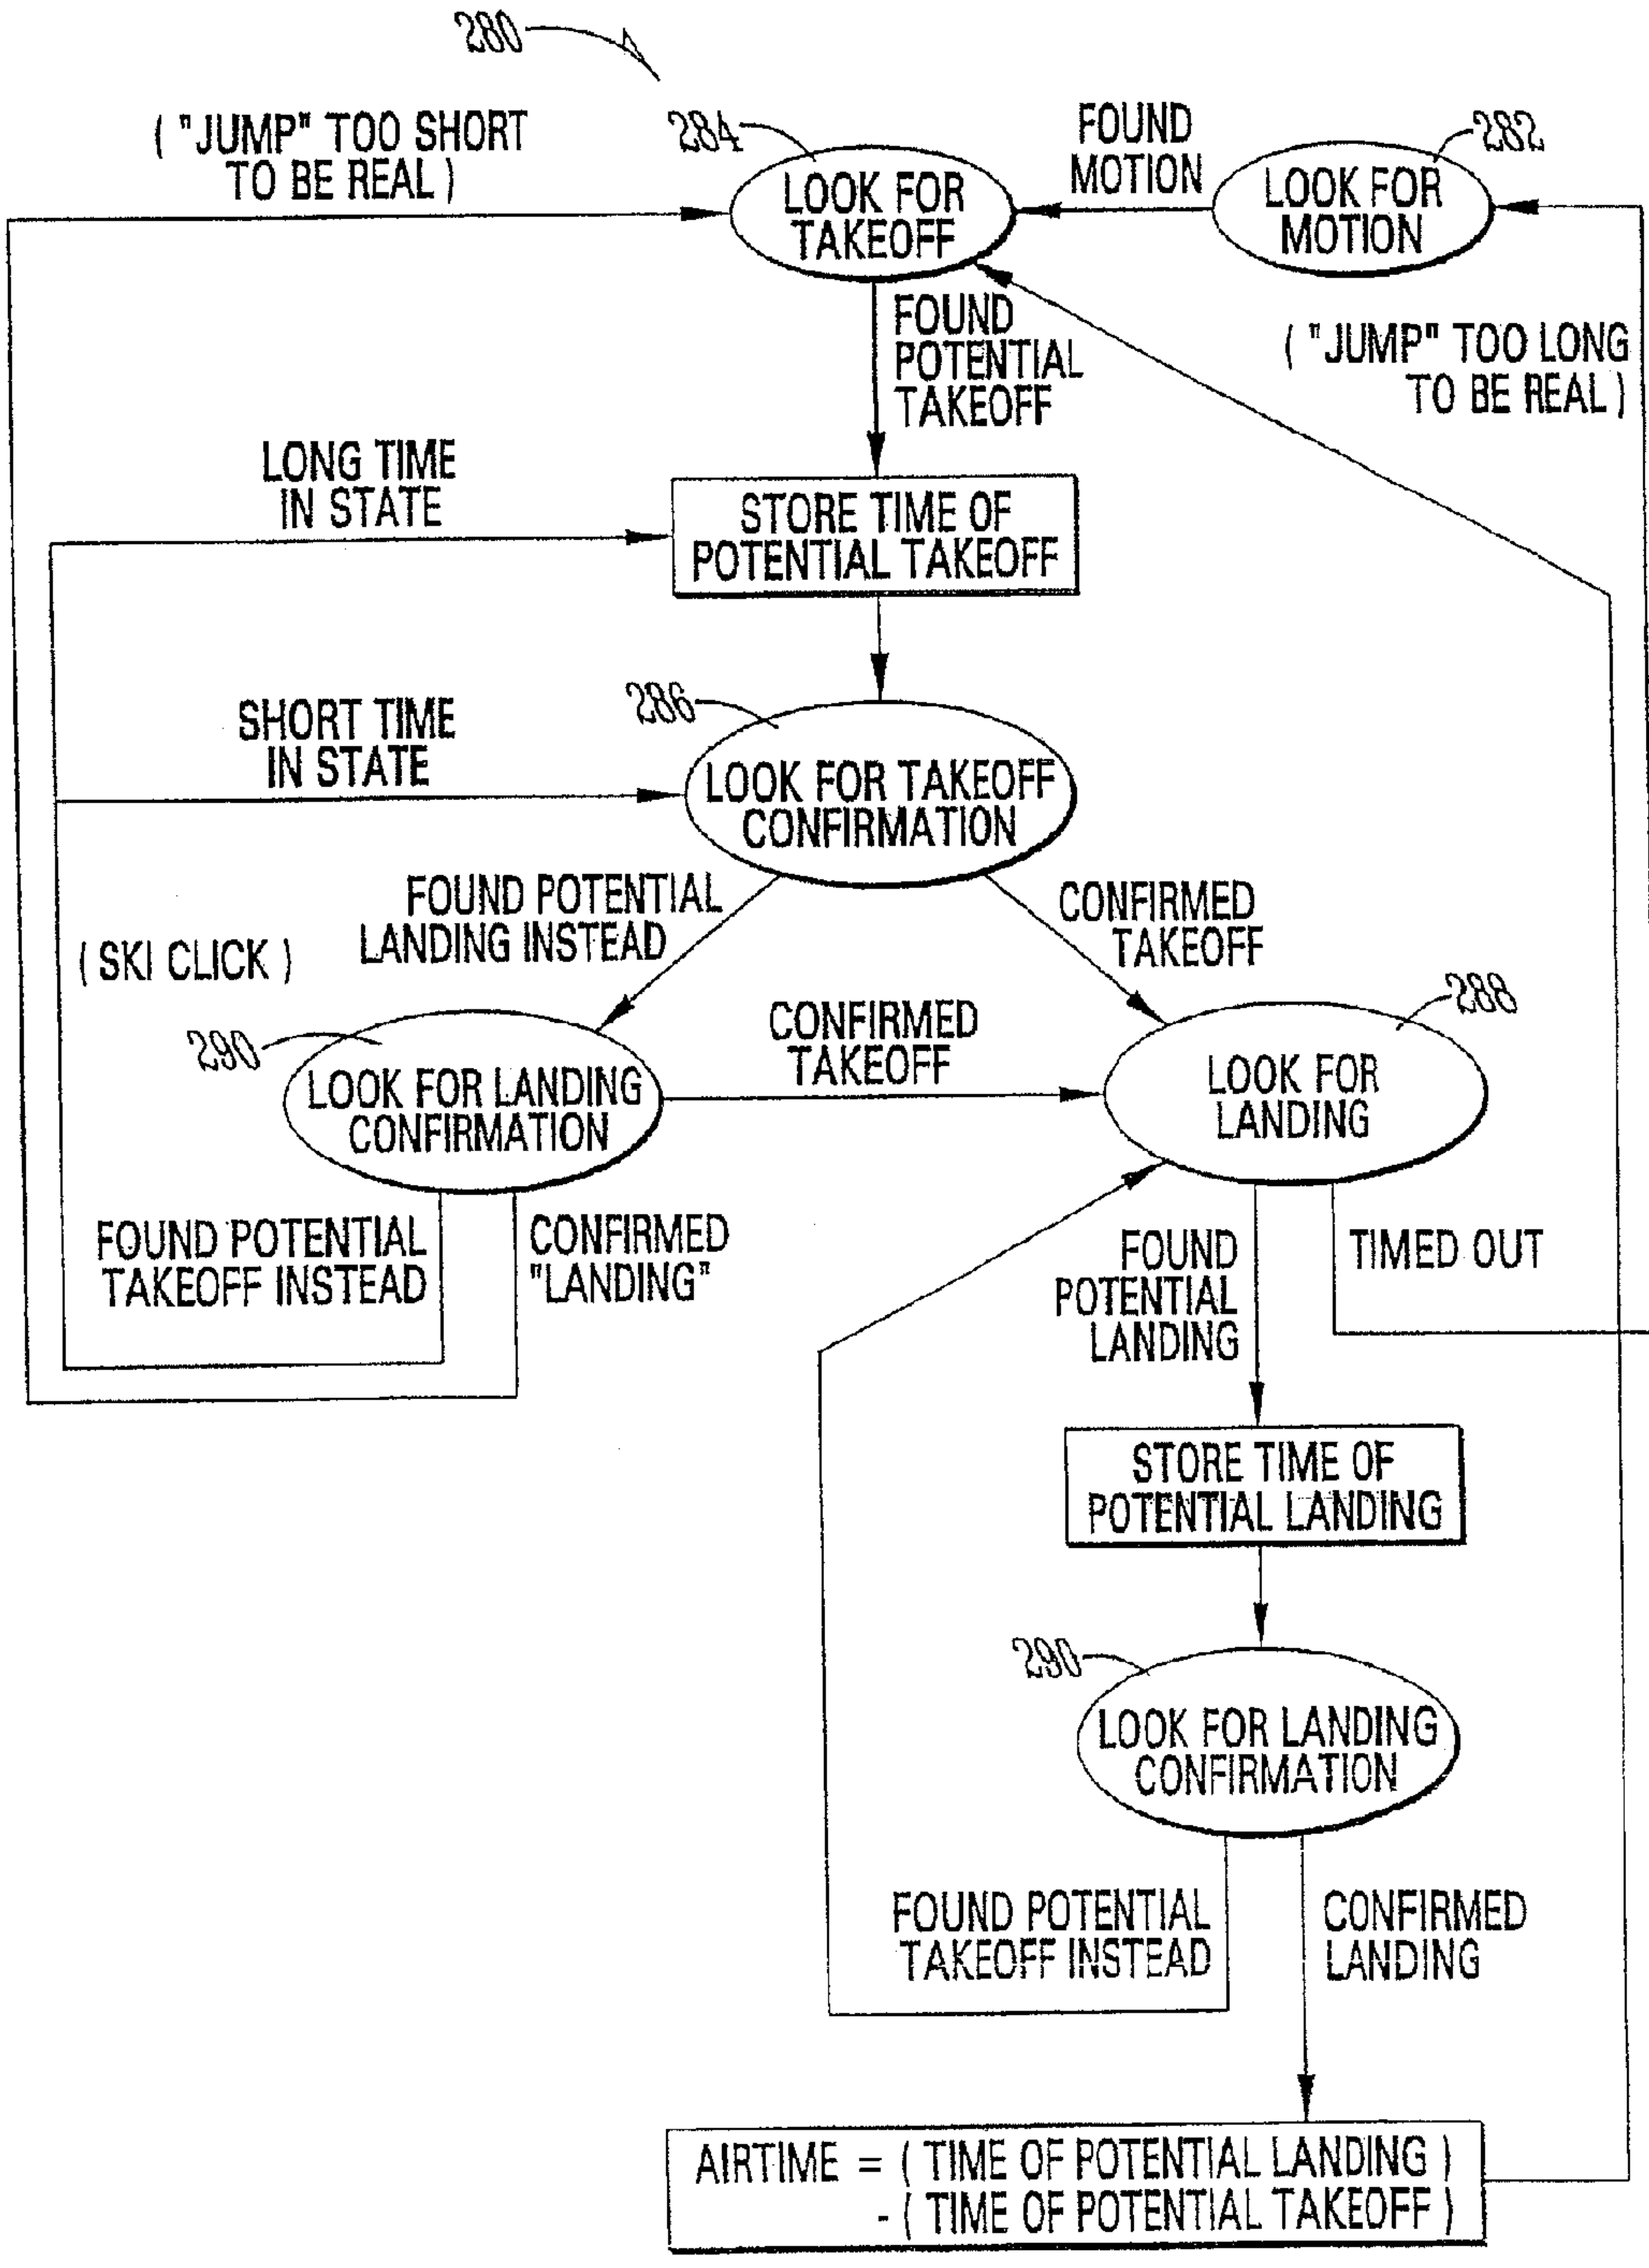 280
( "JUMP" TOO SHORT
TO BE REAL )
284
FOUND
MOTION
282
LOOK FOR
TAKEOFF
LOOK FOR
MOTION
FOUND
POTENTIAL
TAKEOFF
( "JUMP" TOO LONG
TO BE REAL )
LONG TIME
IN STATE
STORE TIME OF
POTENTIAL TAKEOFF
286
SHORT TIME
IN STATE
LOOK FOR TAKEOFF
CONFIRMATION
FOUND POTENTIAL
LANDING INSTEAD
CONFIRMED
TAKEOFF
( SKI CLICK )
288
290
CONFIRMED
TAKEOFF
LOOK FOR LANDING
CONFIRMATION
LOOK FOR
LANDING
FOUND POTENTIAL
TAKEOFF INSTEAD
CONFIRMED
"LANDING"
FOUND
POTENTIAL
LANDING
TIMED OUT
STORE TIME OF
POTENTIAL LANDING
290
LOOK FOR LANDING
CONFIRMATION
FOUND POTENTIAL
TAKEOFF INSTEAD
CONFIRMED
LANDING
AIRTIME = ( TIME OF POTENTIAL LANDING )
- ( TIME OF POTENTIAL TAKEOFF )